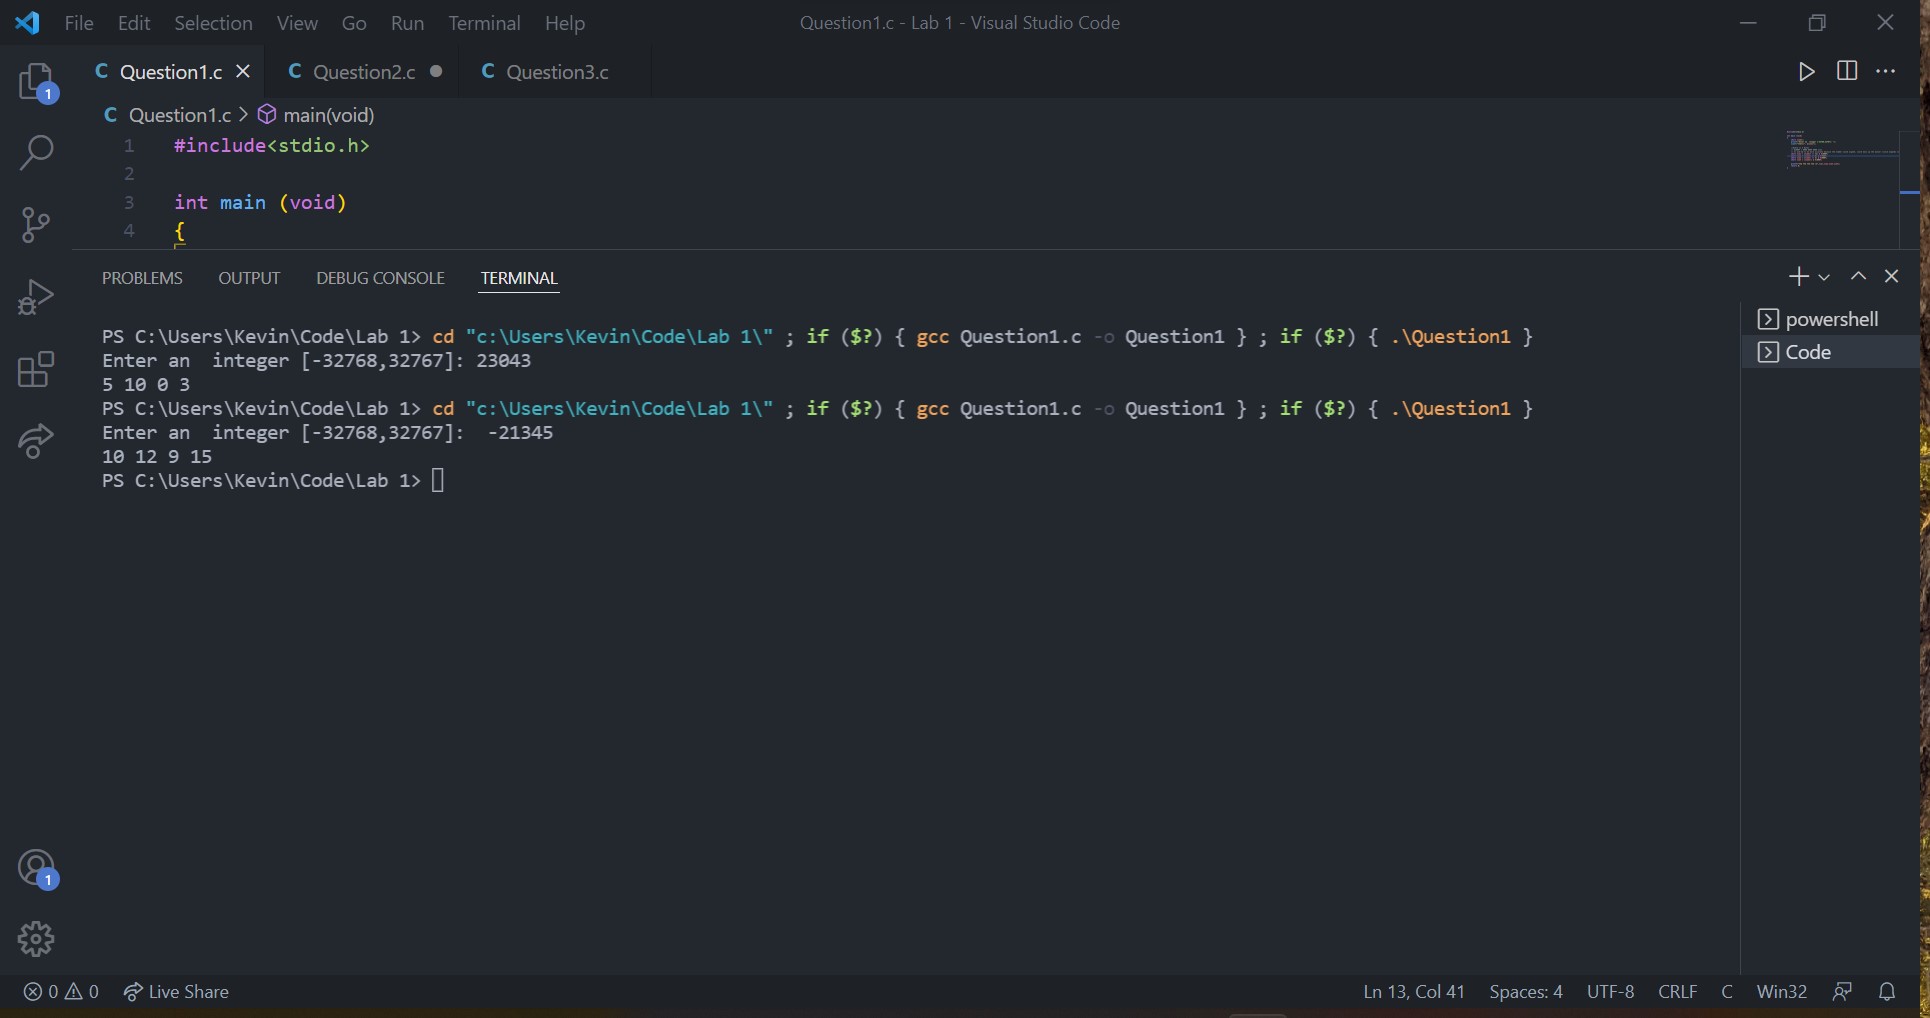 File Edit Selection View Go Run Terminal Help Question1.c - Lab 1 - Visual Studio Code
C Question1.c C Question2.c C Question3.c
C Question1.c > main(void)
1 #include<stdio.h>
2
3 int main (void)
4 {
PROBLEMS OUTPUT DEBUG CONSOLE TERMINAL
PS C:\Users\Kevin\Code\Lab 1> cd "c:\Users\Kevin\Code\Lab 1\" ; if ($?) { gcc Question1.c -o Question1 } ; if ($?) { .\Question1 }
Enter an  integer [-32768,32767]: 23043
5 10 0 3
PS C:\Users\Kevin\Code\Lab 1> cd "c:\Users\Kevin\Code\Lab 1\" ; if ($?) { gcc Question1.c -o Question1 } ; if ($?) { .\Question1 }
Enter an  integer [-32768,32767]:  -21345
10 12 9 15
PS C:\Users\Kevin\Code\Lab 1>
powershell
Code
1
1
0 0 Live Share Ln 13, Col 41 Spaces: 4 UTF-8 CRLF C Win32